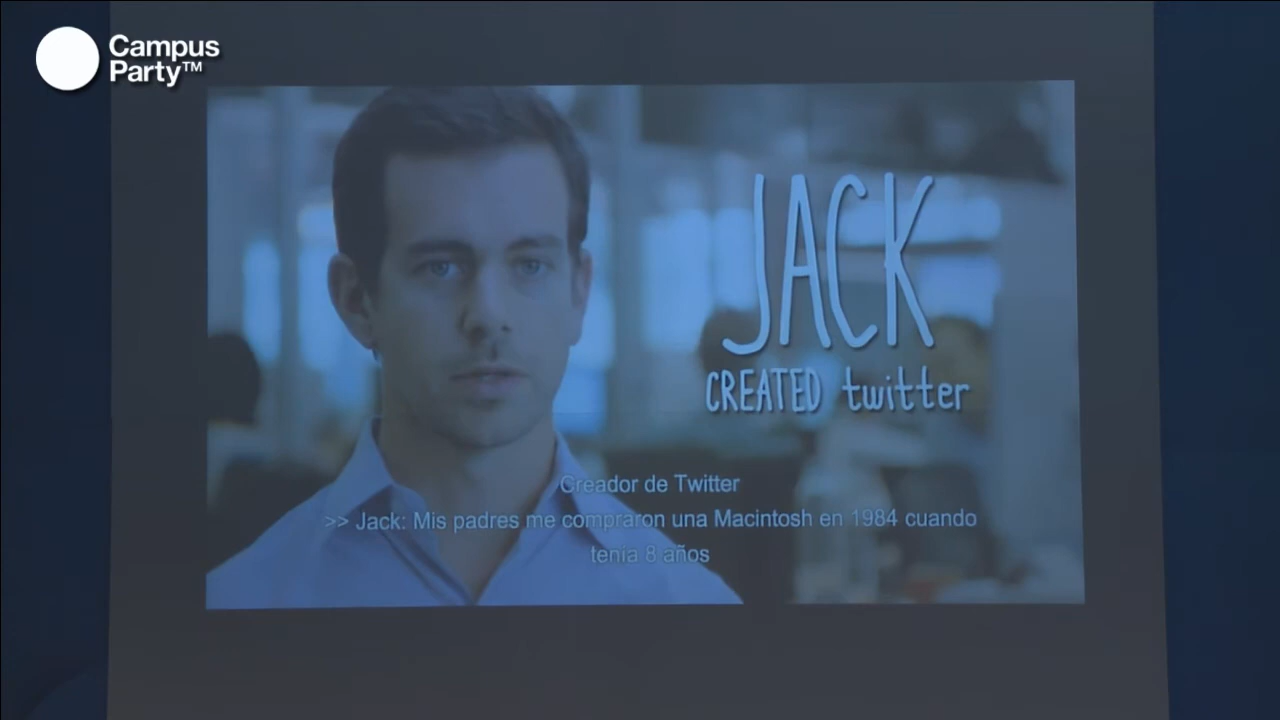 Campus
Party™
JACK
CREATED twitter
Creador de Twitter
>> Jack: Mis padres me compraron una Macintosh en 1984 cuando
tenía 8 años